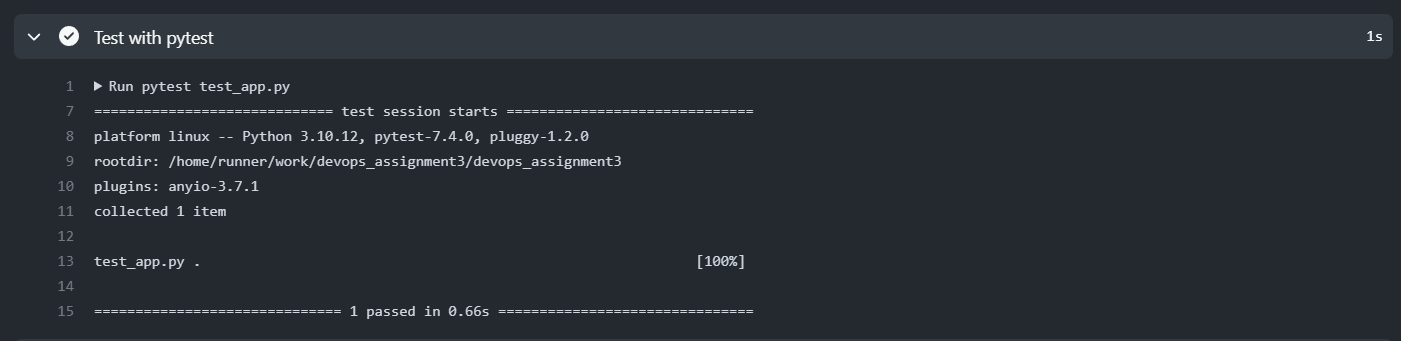 Test with pytest 1s
1 Run pytest test_app.py
7 ============================= test session starts ==============================
8 platform linux -- Python 3.10.12, pytest-7.4.0, pluggy-1.2.0
9 rootdir: /home/runner/work/devops_assignment3/devops_assignment3
10 plugins: anyio-3.7.1
11 collected 1 item
12
13 test_app.py . [100%]
14
15 ============================== 1 passed in 0.66s ===============================